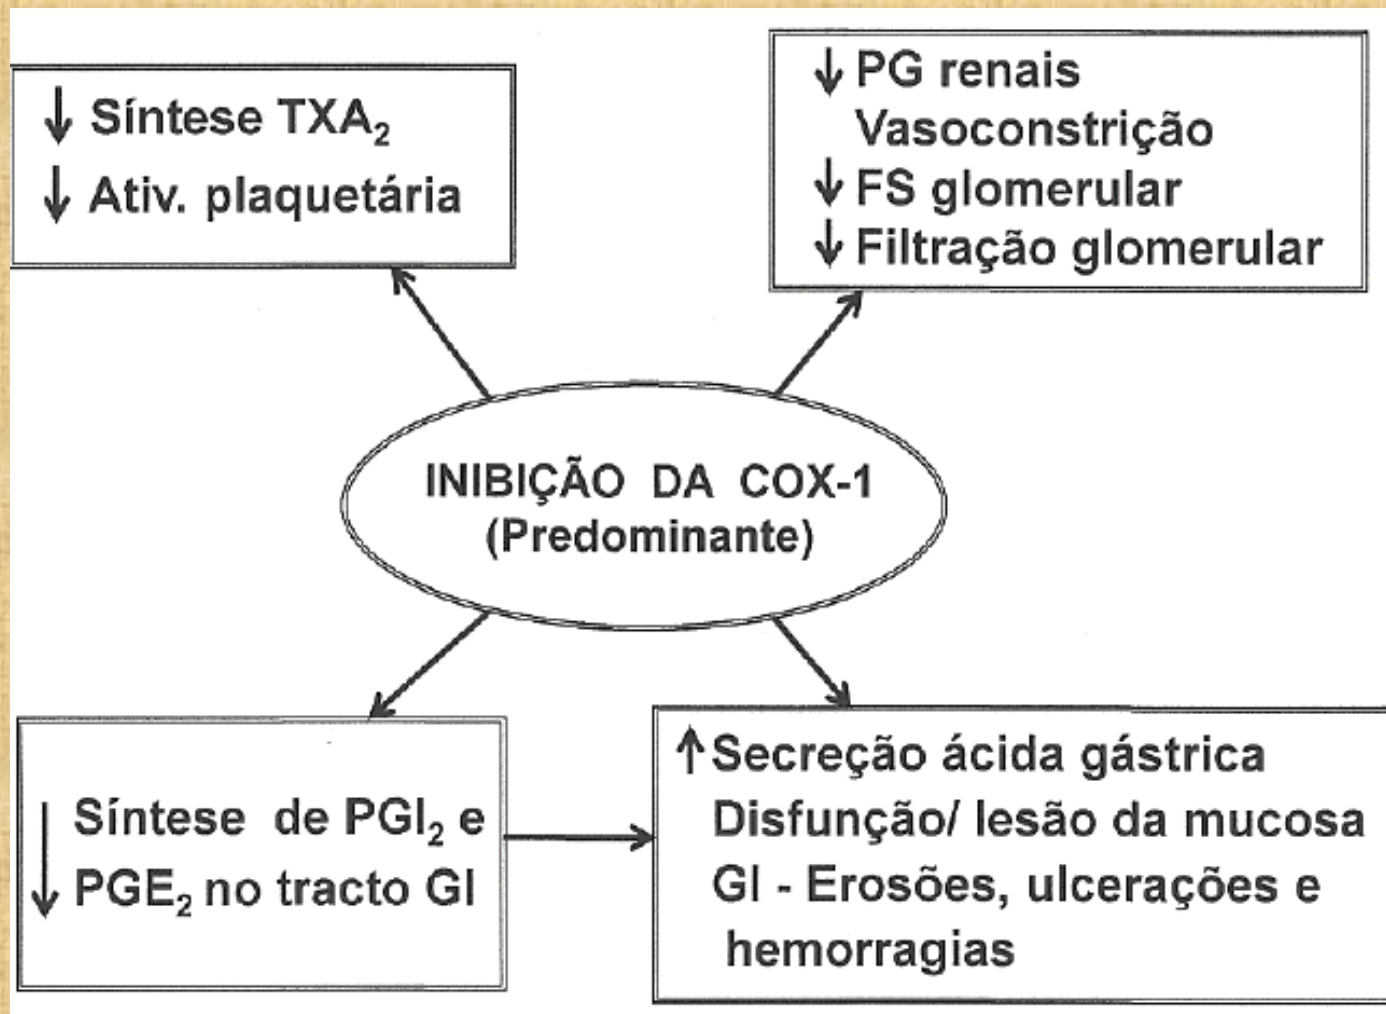 ↓ Síntese TXA₂
↓ Ativ. plaquetária
↓ PG renais
Vasoconstrição
↓ FS glomerular
↓ Filtração glomerular
INIBIÇÃO DA COX-1
(Predominante)
↓ Síntese de PGI₂ e
PGE₂ no tracto GI
↑ Secreção ácida gástrica
Disfunção/ lesão da mucosa
GI - Erosões, ulcerações e
hemorragias